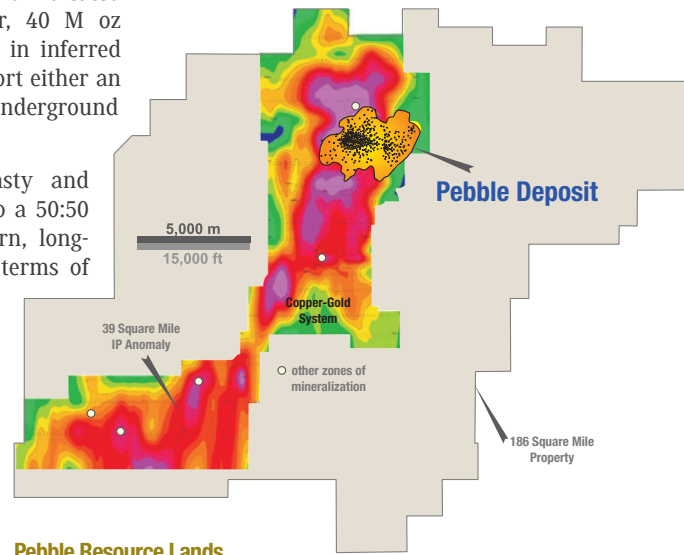 r, 40 M oz
in inferred
ort either an
nderground
asty and
o a 50:50
rn, long-
terms of
Pebble Deposit
5,000 m
15,000 ft
Copper-Gold
System
39 Square Mile
IP Anomaly
other zones of
mineralization
186 Square Mile
Property
Pebble Resource Lands